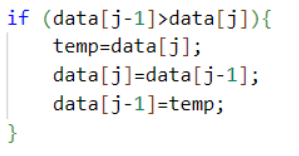 if (data[j-1]>data[j]){
    temp=data[j];
    data[j]=data[j-1];
    data[j-1]=temp;
}